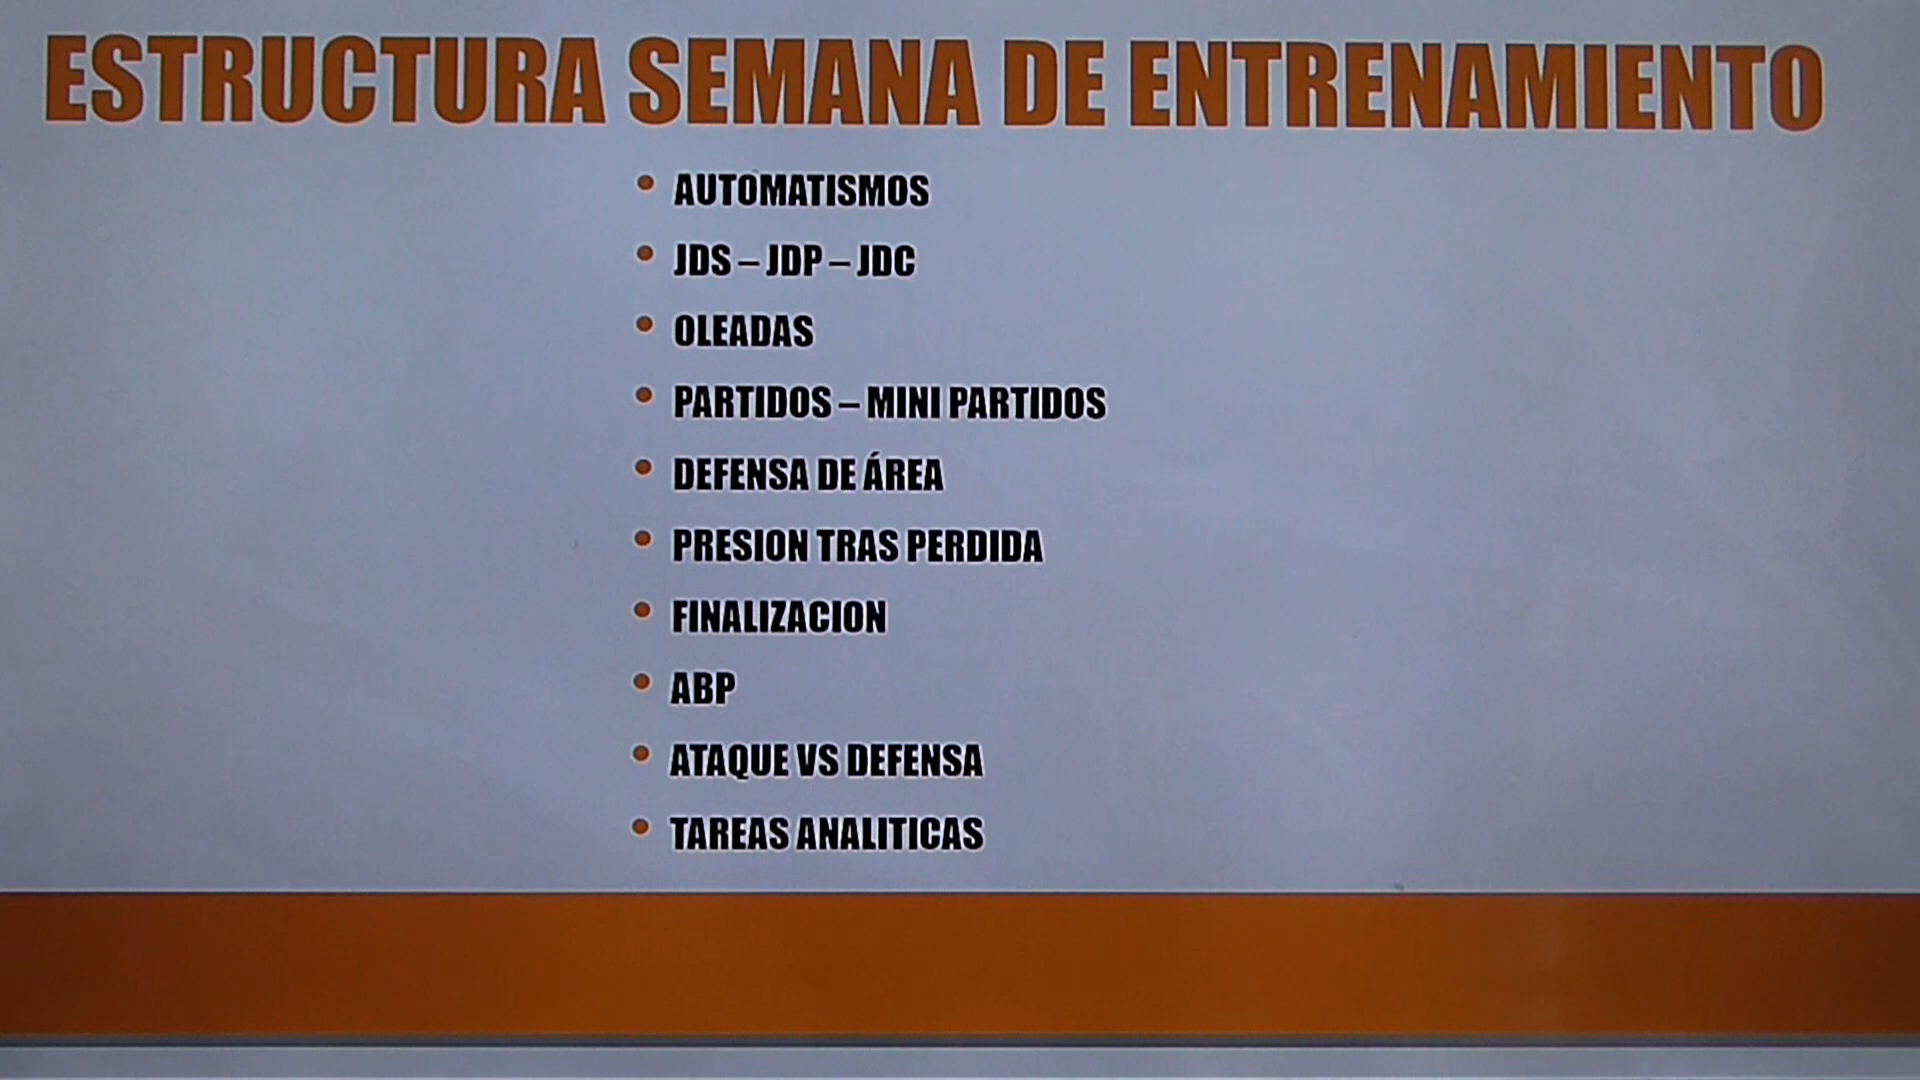 ESTRUCTURA SEMANA DE ENTRENAMIENTO
• AUTOMATISMOS
• JDS – JDP – JDC
• OLEADAS
• PARTIDOS – MINI PARTIDOS
• DEFENSA DE ÁREA
• PRESION TRAS PERDIDA
• FINALIZACION
• ABP
• ATAQUE VS DEFENSA
• TAREAS ANALITICAS